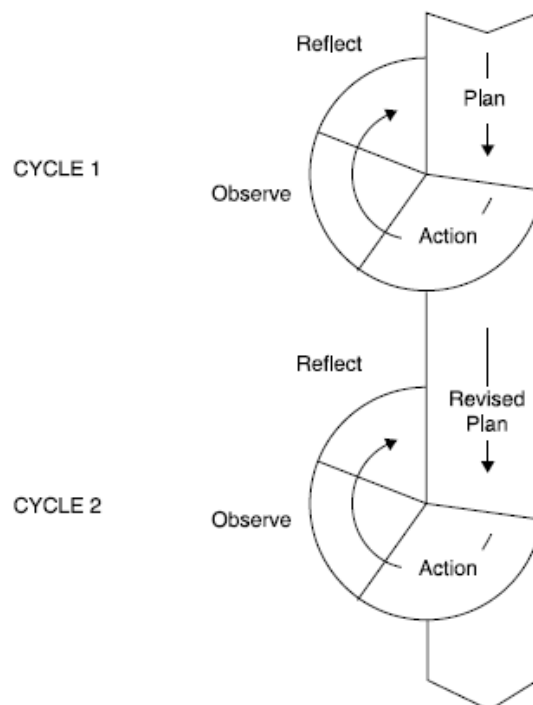 Reflect
Plan
CYCLE 1
Observe
Action
Reflect
Revised
Plan
CYCLE 2
Observe
Action